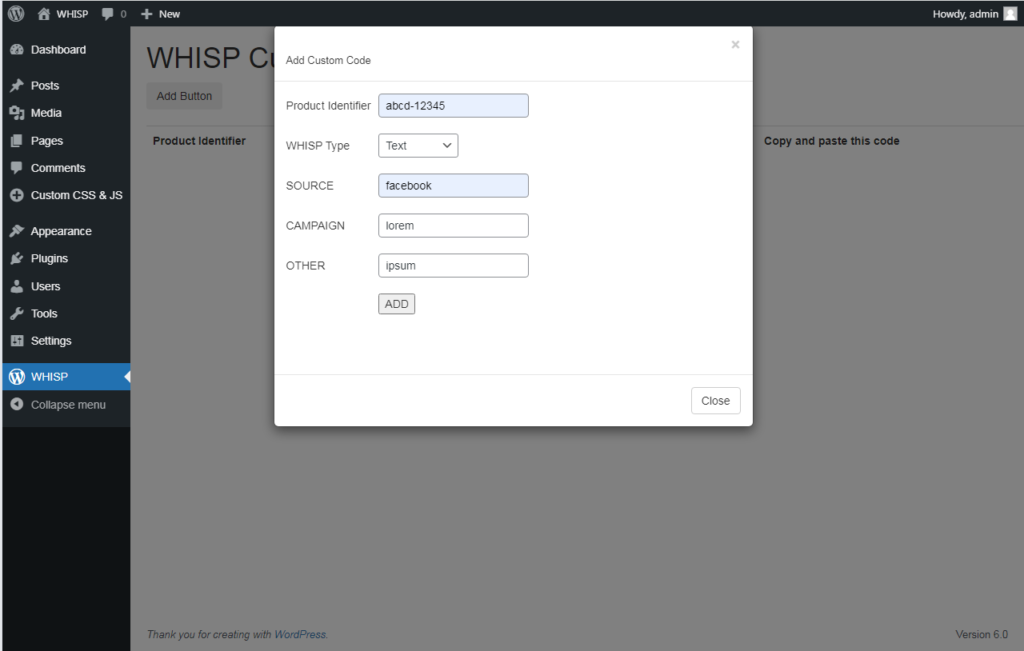 WHISP 0 New Howdy, admin
Dashboard
Posts
Media
Pages
Comments
Custom CSS & JS
Appearance
Plugins
Users
Tools
Settings
WHISP
Collapse menu
WHISP Cu
Add Button
Product Identifier Copy and paste this code
×
Add Custom Code
Product Identifier abcd-12345
WHISP Type Text
SOURCE facebook
CAMPAIGN lorem
OTHER ipsum
ADD
Close
Thank you for creating with WordPress. Version 6.0